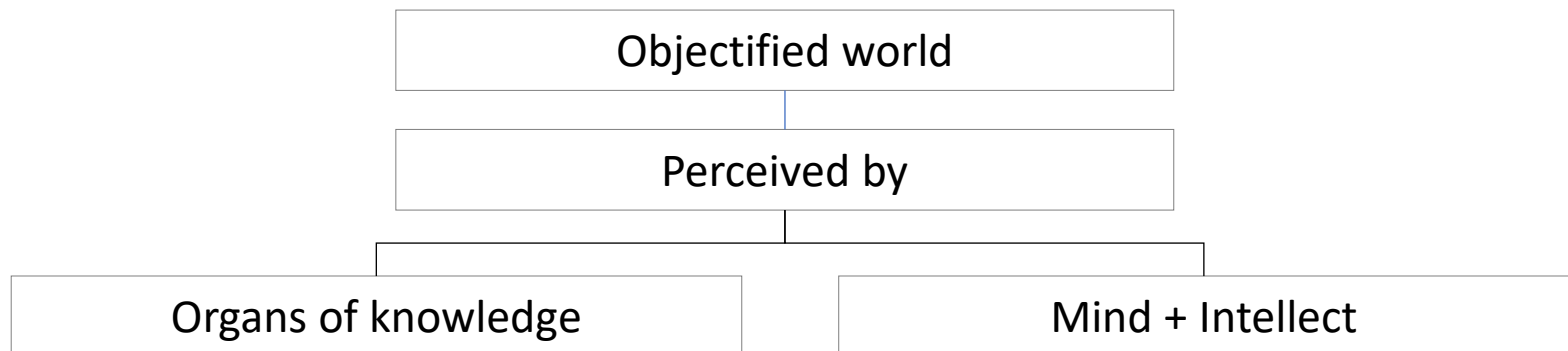 Objectified world
Perceived by
Organs of knowledge
Mind + Intellect